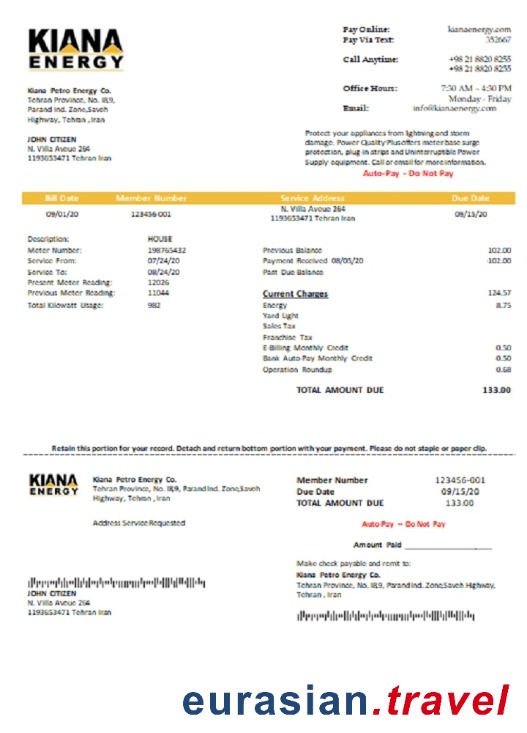 KIANA
ENERGY
Pay Online: kianaenergy.com
Pay Via Text: 352667
Call Anytime: +98 21 8820 8255
+98 21 8820 8255
Office Hours: 7:30 AM – 4:30 PM
Monday - Friday
Email: info@kianaenergy.com
Kiana Petro Energy Co.
Tehran Province, No. I8,9,
Parand Ind. Zone,Saveh
Highway, Tehran , Iran
JOHN CITIZEN
N. Villa Aveue 264
1193653471 Tehran Iran
Protect your appliances from lightning and storm
damage. Power Quality Plus offers meter base surge
protection, plug-in strips and Uninterruptible Power
Supply equipment. Call or email for more information.
Auto-Pay – Do Not Pay
Bill Date Member Number Service Address Due Date
09/01/20 123456-001 N. Villa Aveue 264 09/15/20
1193653471 Tehran Iran
Description: HOUSE
Meter Number: 198765432
Service From: 07/24/20
Service To: 08/24/20
Present Meter Reading: 12026
Previous Meter Reading: 11044
Total Kilowatt Usage: 982
Previous Balance 102.00
Payment Received 08/05/20 -102.00
Past Due Balance
Current Charges 124.57
Energy 8.75
Yard Light
Sales Tax
Franchise Tax
E-Billing Monthly Credit 0.50
Bank Auto-Pay Monthly Credit 0.50
Operation Roundup 0.68
TOTAL AMOUNT DUE 133.00
Retain this portion for your record. Detach and return bottom portion with your payment. Please do not staple or paper clip.
KIANA
ENERGY
Kiana Petro Energy Co.
Tehran Province, No. I8,9, Parand Ind. Zone,Saveh
Highway, Tehran , Iran
Address Service Requested
Member Number 123456-001
Due Date 09/15/20
TOTAL AMOUNT DUE 133.00
Auto-Pay – Do Not Pay
Amount Paid
Make check payable and remit to:
Kiana Petro Energy Co.
Tehran Province, No. I8,9, Parand Ind. Zone,Saveh Highway,
Tehran , Iran
JOHN CITIZEN
N. Villa Aveue 264
1193653471 Tehran Iran
eurasian.travel